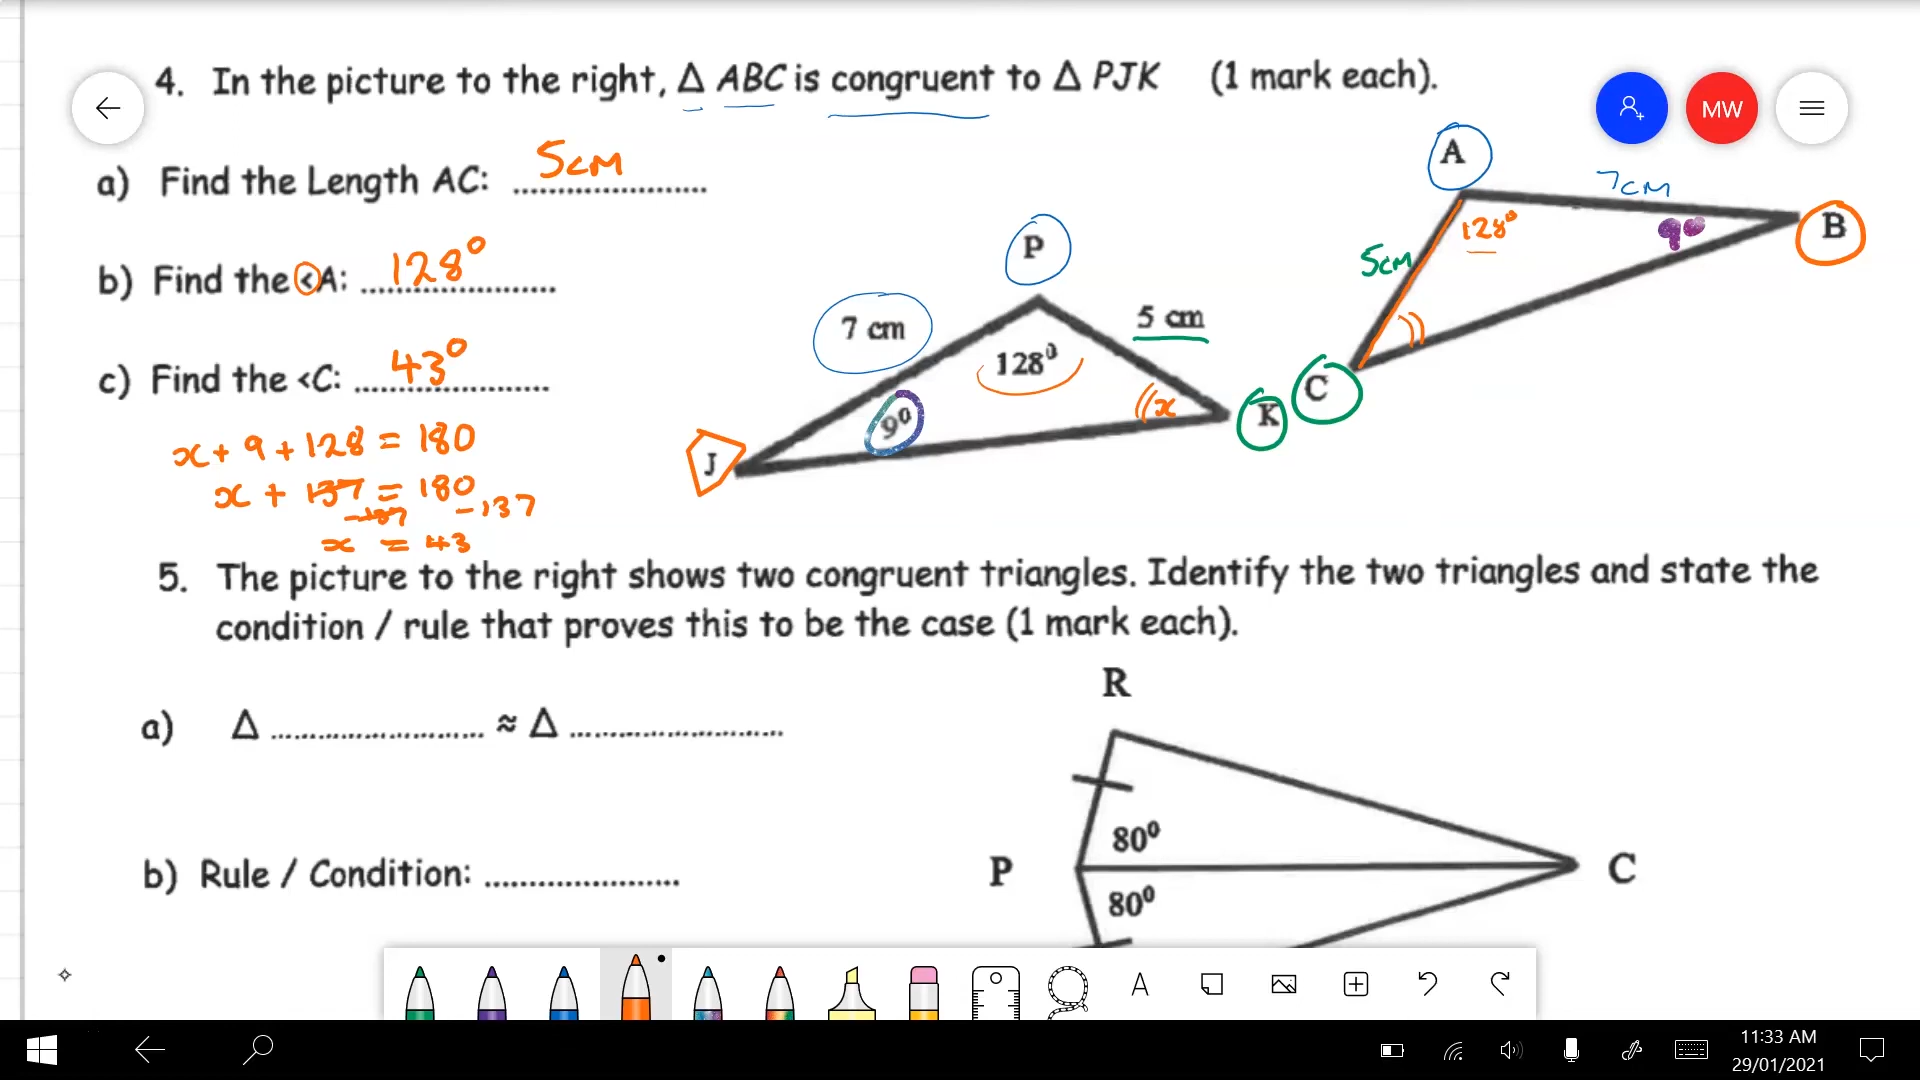 4. In the picture to the right, Δ ABC is congruent to Δ PJK (1 mark each).
MW
a) Find the Length AC: 5cm
b) Find the <A: 128°
c) Find the <C: 43°
x + 9 + 128 = 180
x + 137 = 180
-137 -137
x = 43
P
7 cm
5 cm
128⁰
9⁰
x
J
K
A
7cm
B
128°
9°
5cm
C
5. The picture to the right shows two congruent triangles. Identify the two triangles and state the
condition / rule that proves this to be the case (1 mark each).
a) Δ .......................... ≈ Δ ..........................
b) Rule / Condition: ......................
R
80⁰
P
C
80⁰
A
11:33 AM
29/01/2021